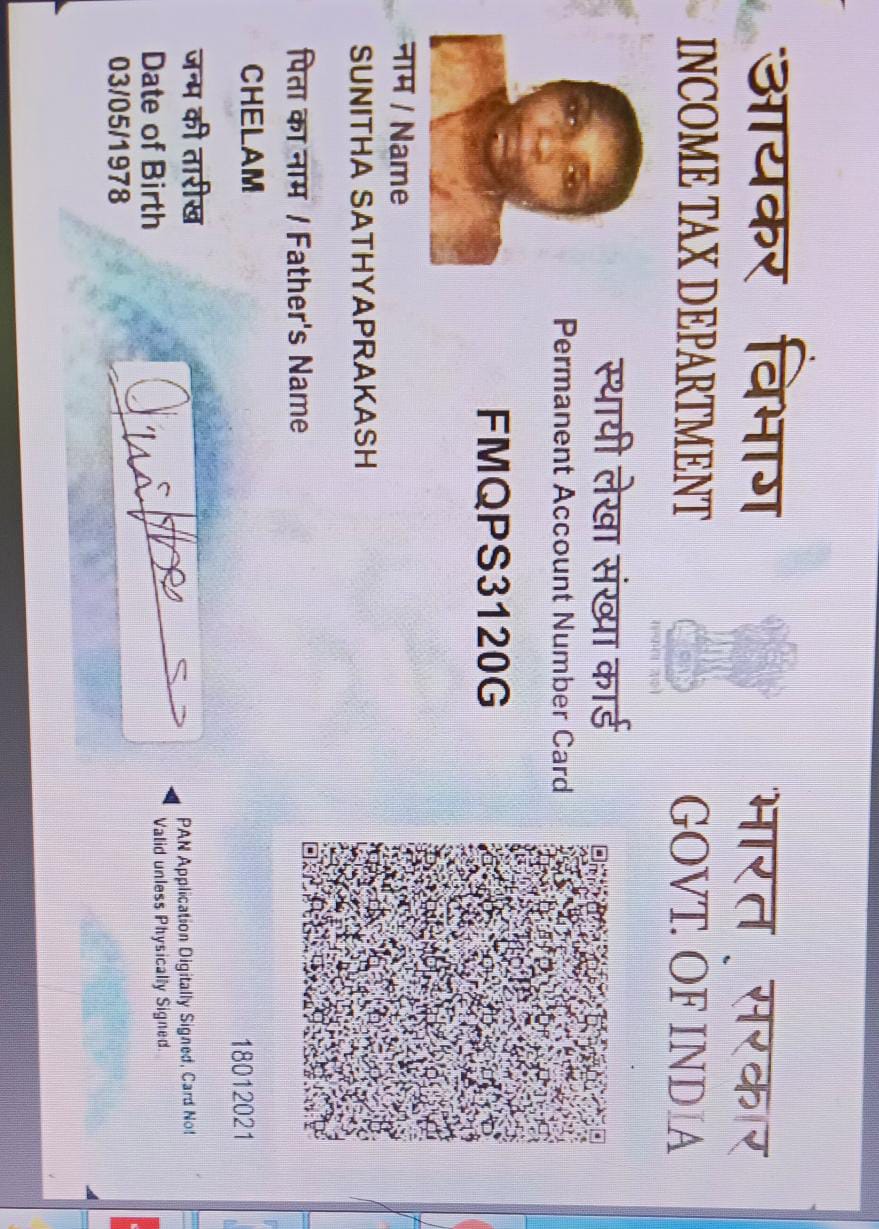 आयकर विभाग
INCOME TAX DEPARTMENT
भारत सरकार
GOVT. OF INDIA
स्थायी लेखा संख्या कार्ड
Permanent Account Number Card
FMQPS3120G
नाम / Name
SUNITHA SATHYAPRAKASH
पिता का नाम / Father's Name
CHELAM
जन्म की तारीख
Date of Birth
03/05/1978
18012021
PAN Application Digitally Signed, Card Not
Valid unless Physically Signed